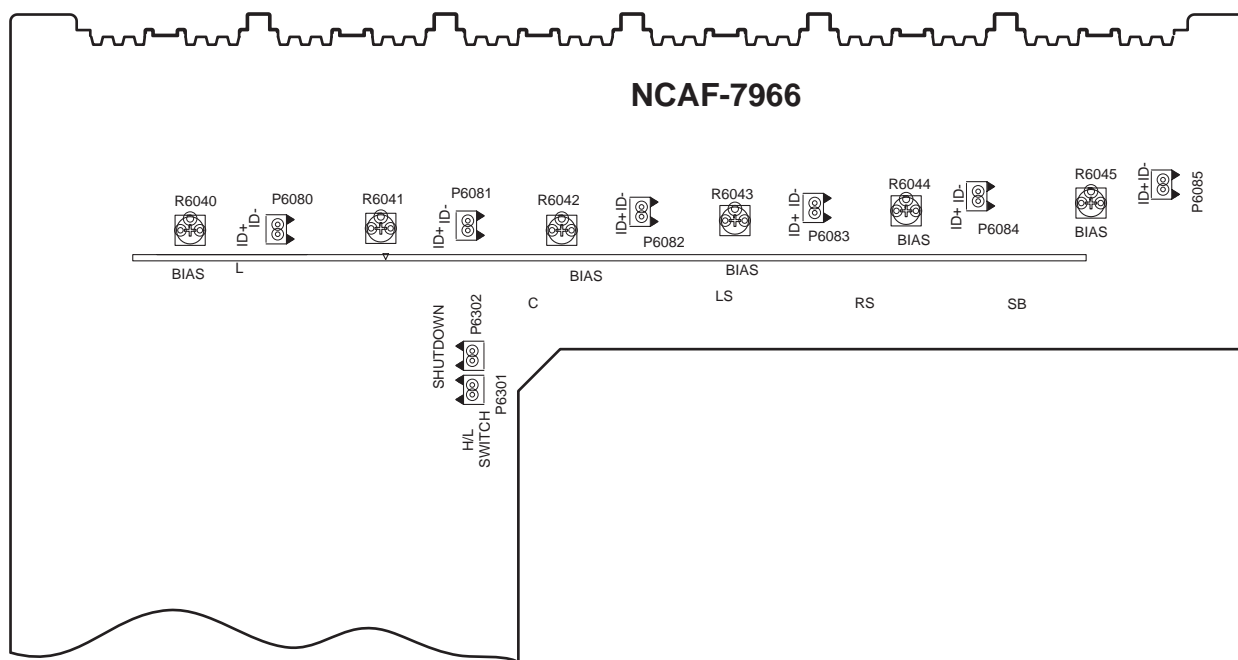 NCAF-7966
R6040
ID+ ID-
P6080
R6041
ID+ ID-
P6081
R6042
ID+ ID-
P6082
R6043
ID+ ID-
P6083
R6044
ID+ ID-
P6084
R6045
ID+ ID-
P6085
BIAS
L
BIAS
BIAS
BIAS
BIAS
C
LS
RS
SB
SHUTDOWN
P6302
P6301
H/L
SWITCH